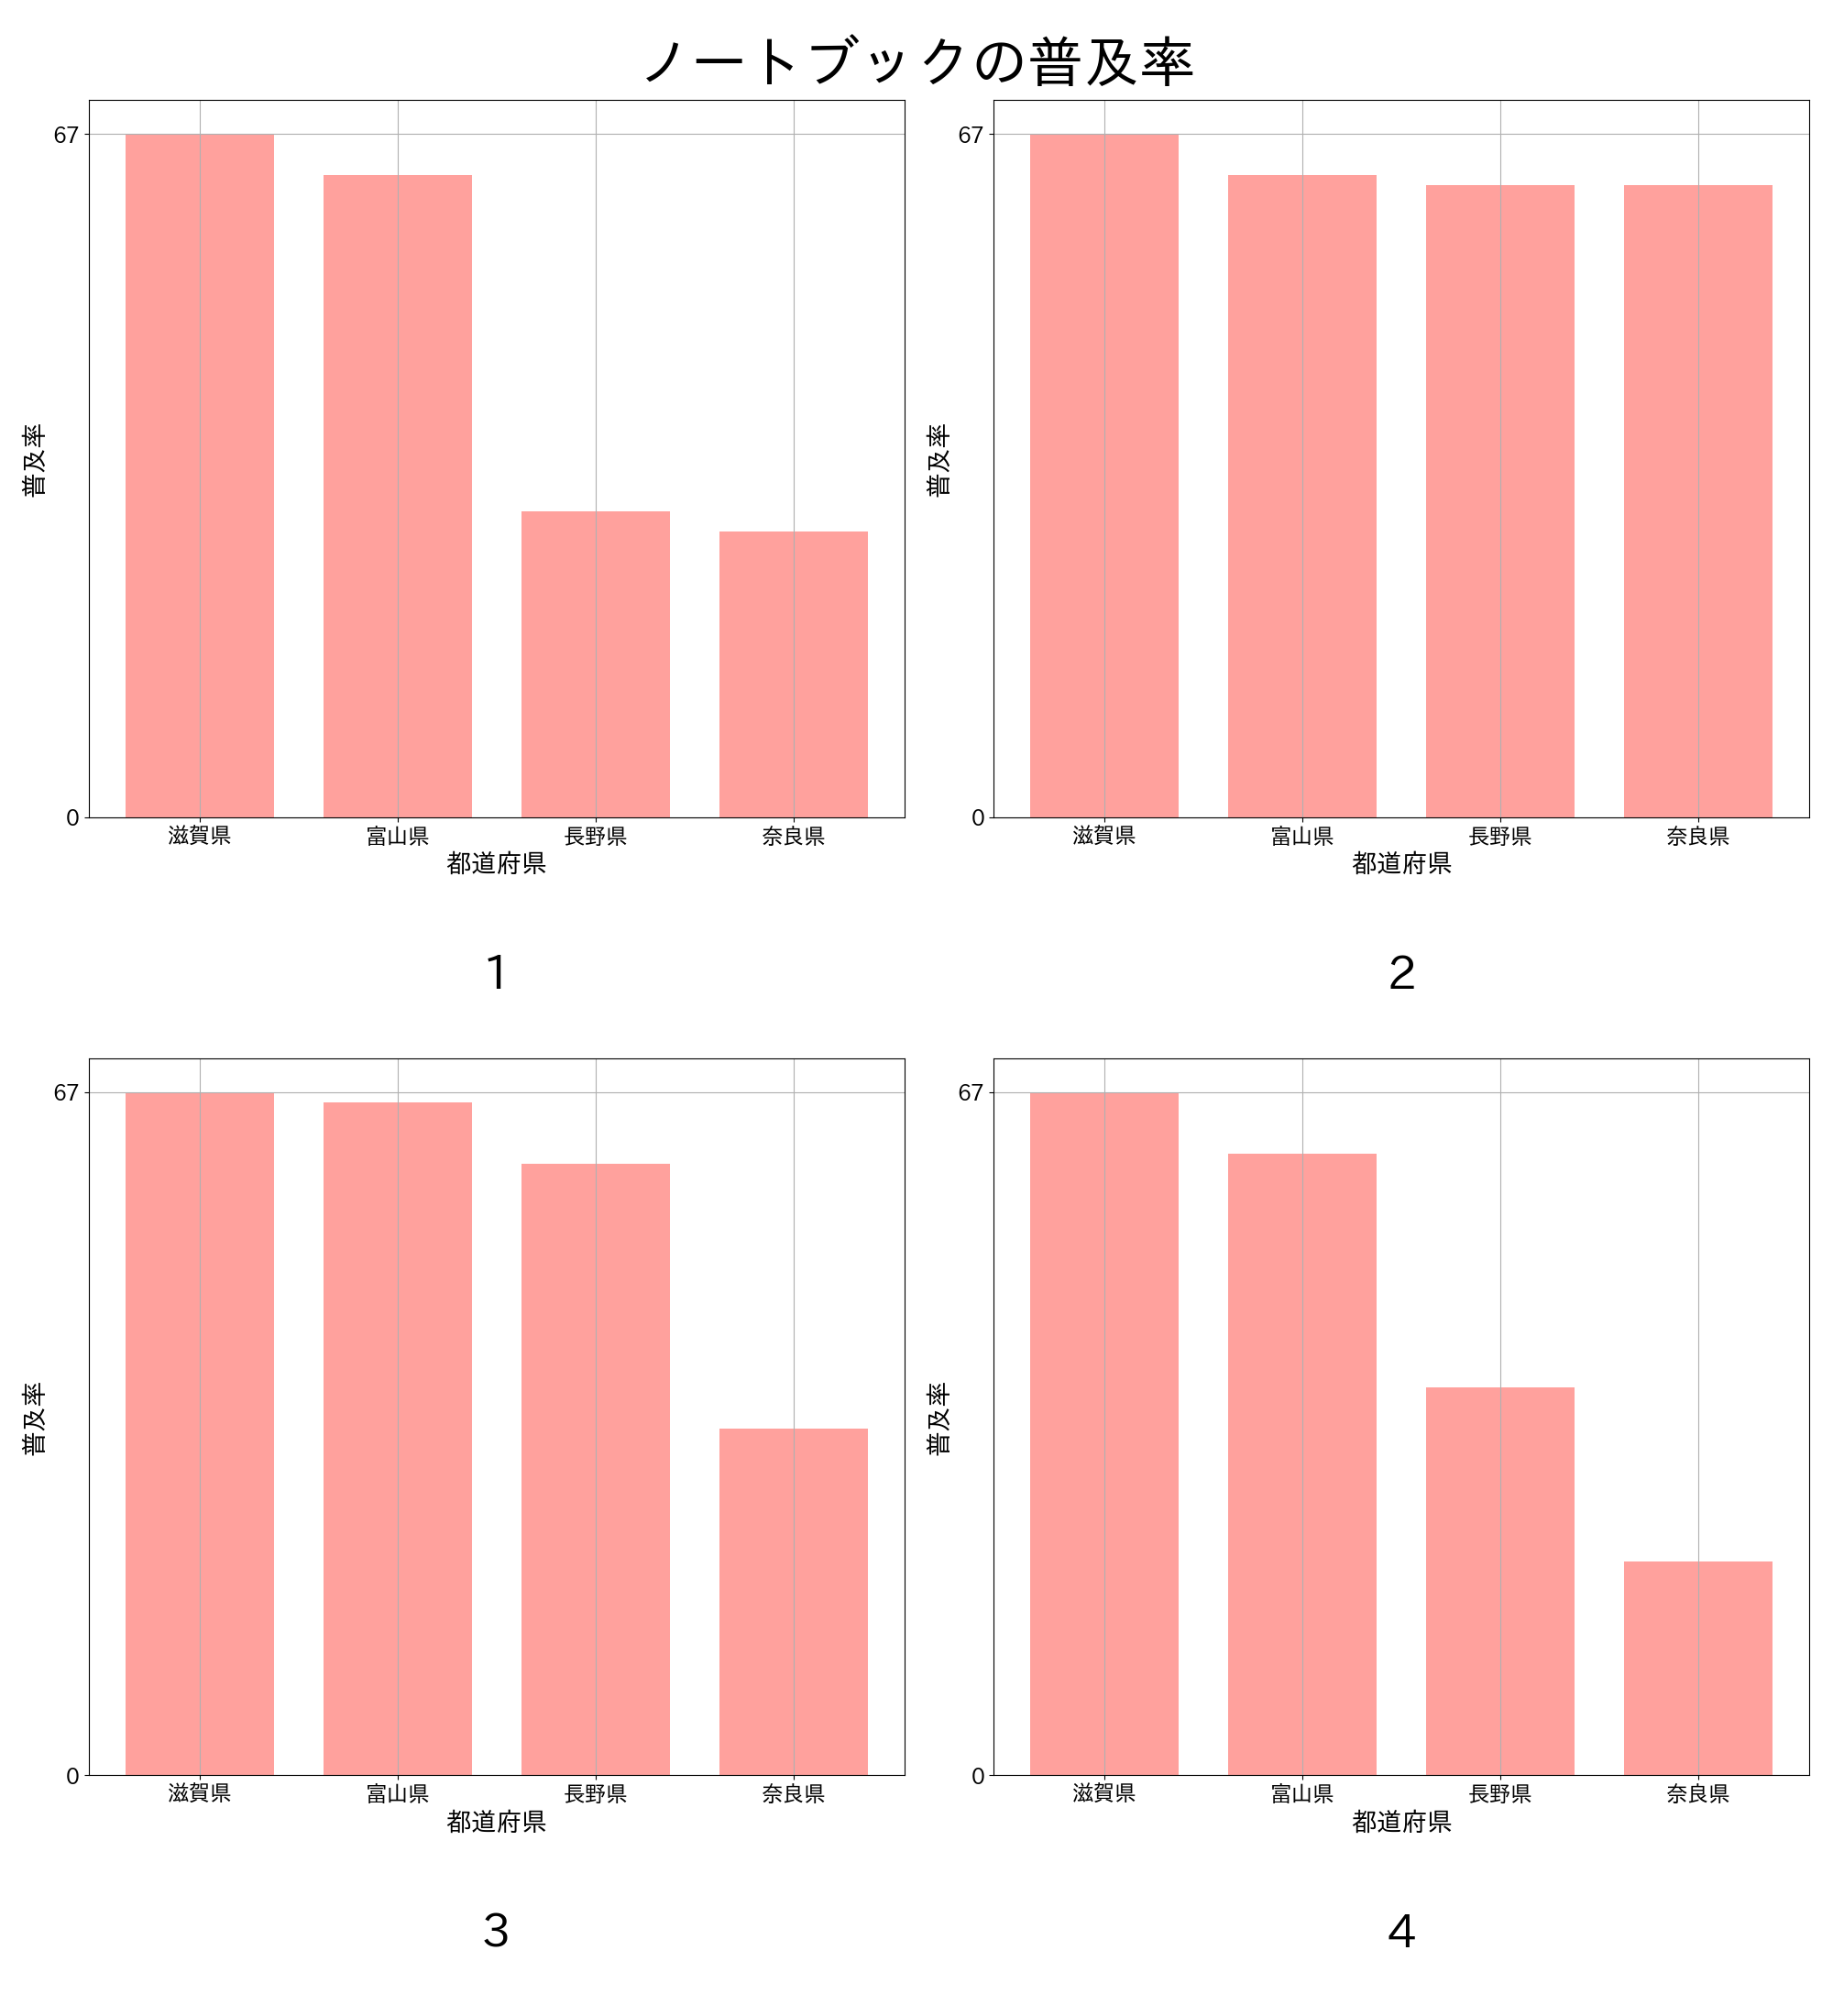 ノートブックの普及率
67
0
普及率
滋賀県 富山県 長野県 奈良県
都道府県
1
67
0
普及率
滋賀県 富山県 長野県 奈良県
都道府県
2
67
0
普及率
滋賀県 富山県 長野県 奈良県
都道府県
3
67
0
普及率
滋賀県 富山県 長野県 奈良県
都道府県
4